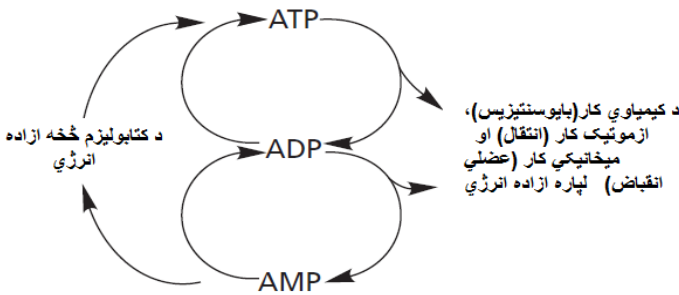 ATP
د کیمیاوي کار(بایوسنتیزیس)،
ازموتیک کار (انتقال) او
میخانیکي کار (عضلي
انقباض) لپاره ازاده انرژي
د کتابولیزم څخه ازاده
انرژي
ADP
AMP